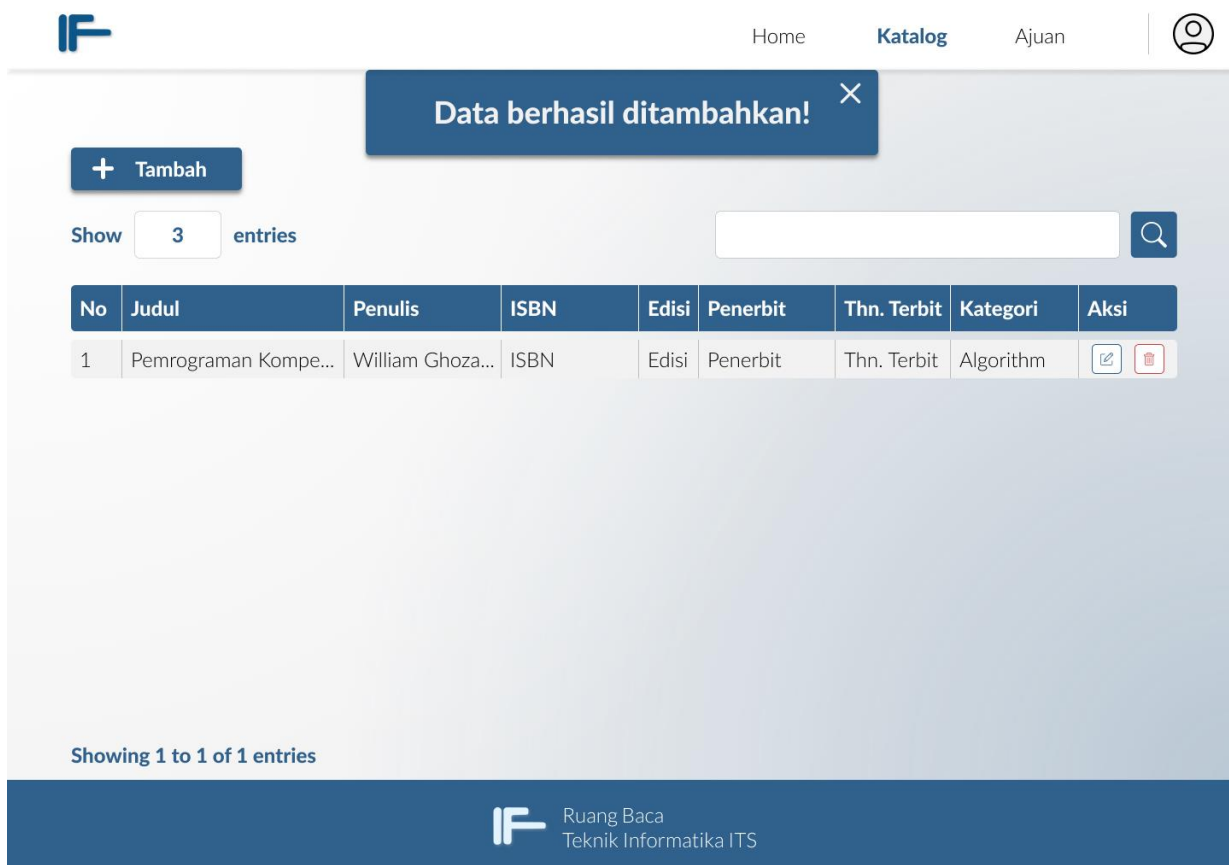 IF
Home Katalog Ajuan
Data berhasil ditambahkan!
Tambah
Show 3 entries
No Judul Penulis ISBN Edisi Penerbit Thn. Terbit Kategori Aksi
1 Pemrograman Kompe... William Ghoza... ISBN Edisi Penerbit Thn. Terbit Algorithm
Showing 1 to 1 of 1 entries
IF
Ruang Baca
Teknik Informatika ITS